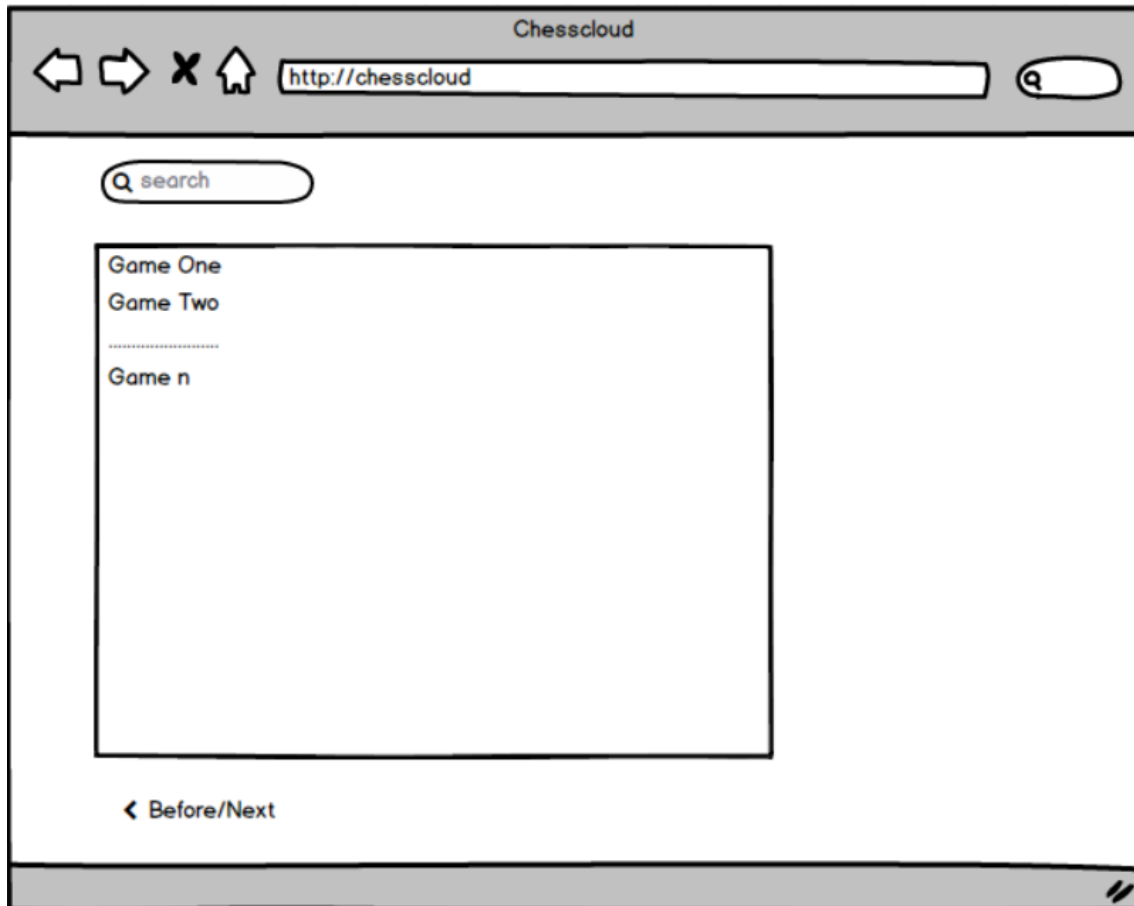 Chesscloud
http://chesscloud
search
Game One
Game Two
........................
Game n
Before/Next